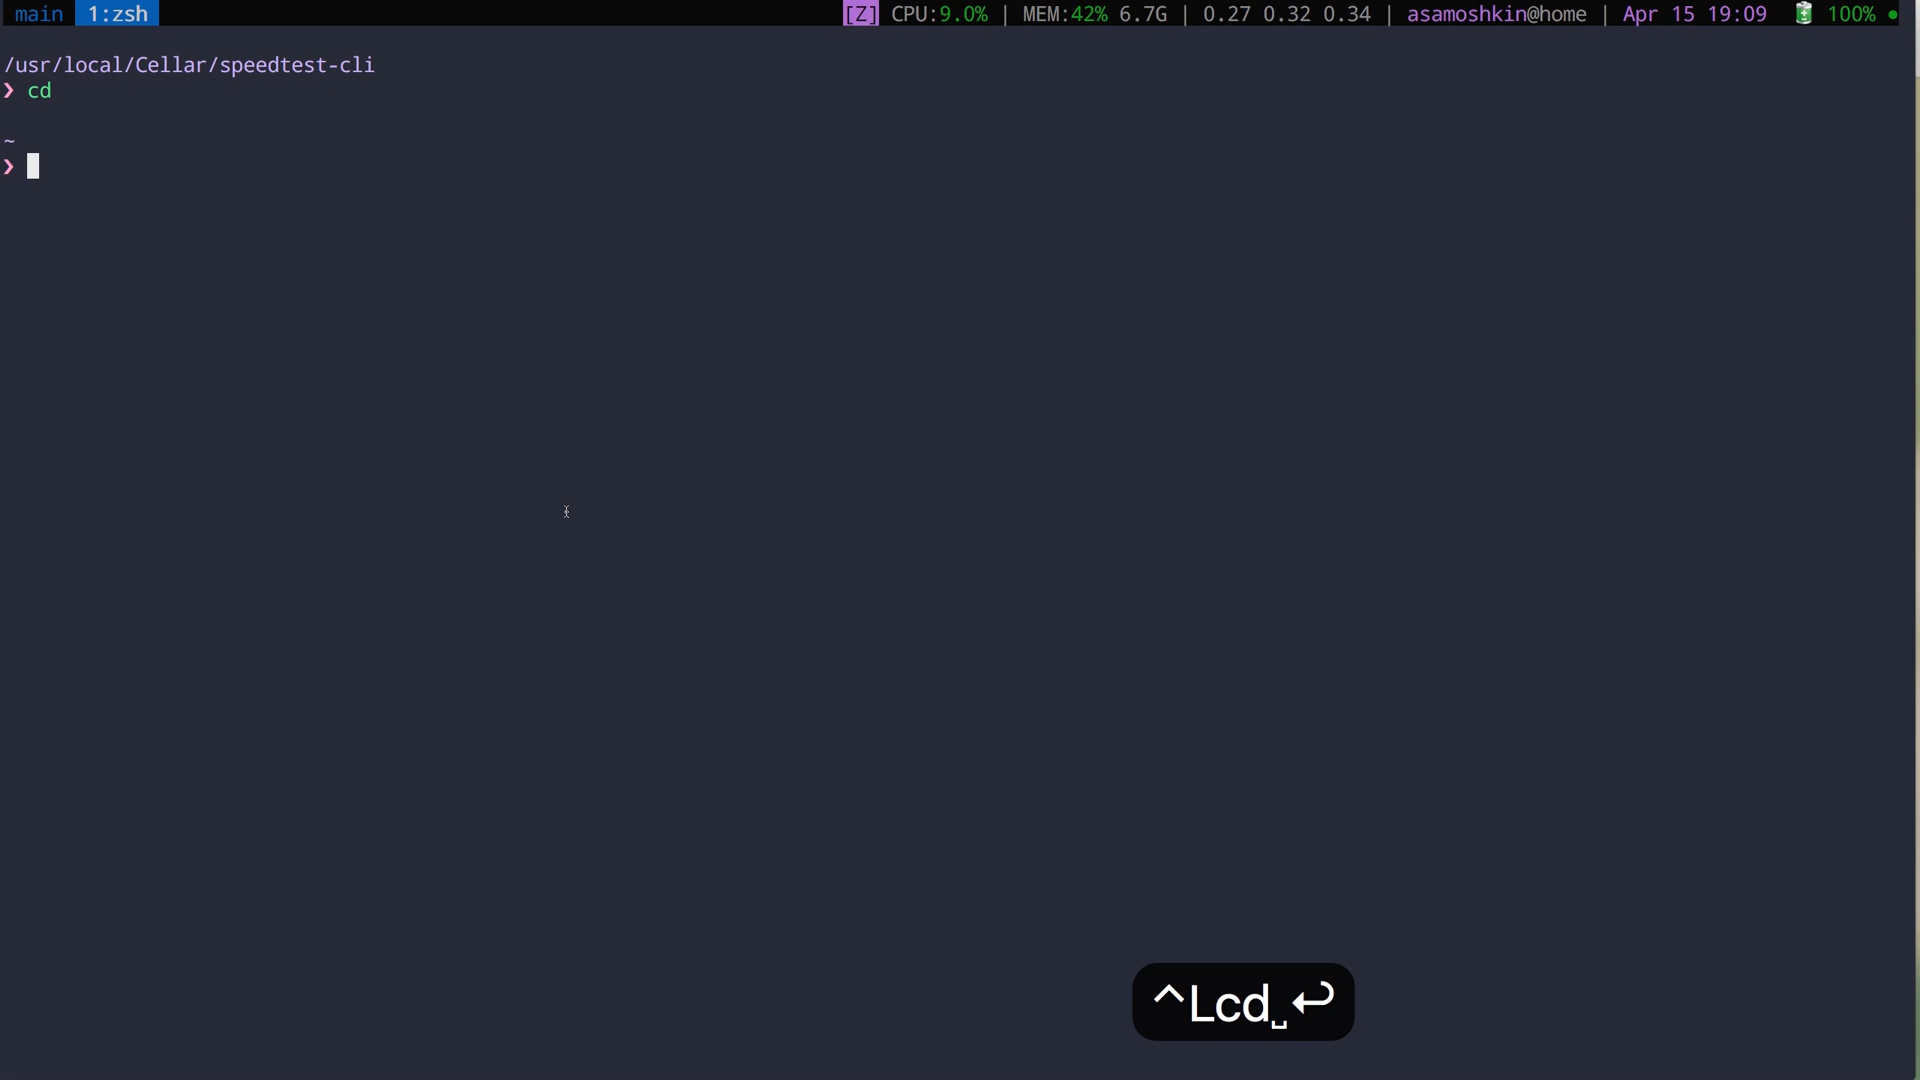 main 1:zsh [Z] CPU:9.0% | MEM:42% 6.7G | 0.27 0.32 0.34 | asamoshkin@home | Apr 15 19:09 🔋 100% ●
/usr/local/Cellar/speedtest-cli
❯ cd
~
❯
^Lcd␣↩